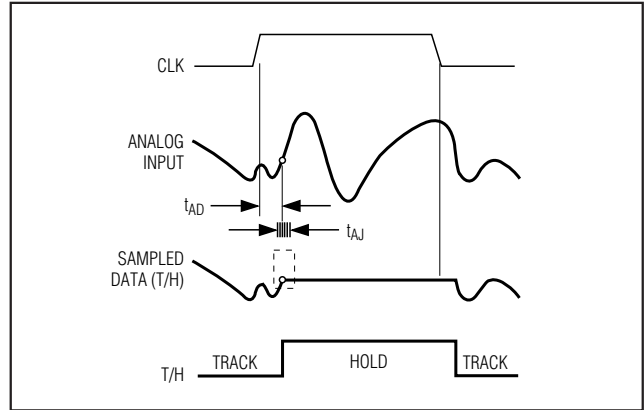 CLK
ANALOG
INPUT
tAD
tAJ
SAMPLED
DATA (T/H)
TRACK HOLD TRACK
T/H